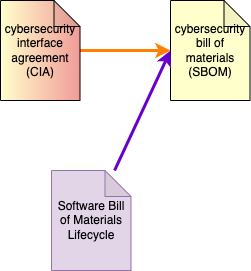 cybersecurity
interface
agreement
(CIA)
cybersecurity
bill of
materials
(SBOM)
Software Bill
of Materials
Lifecycle